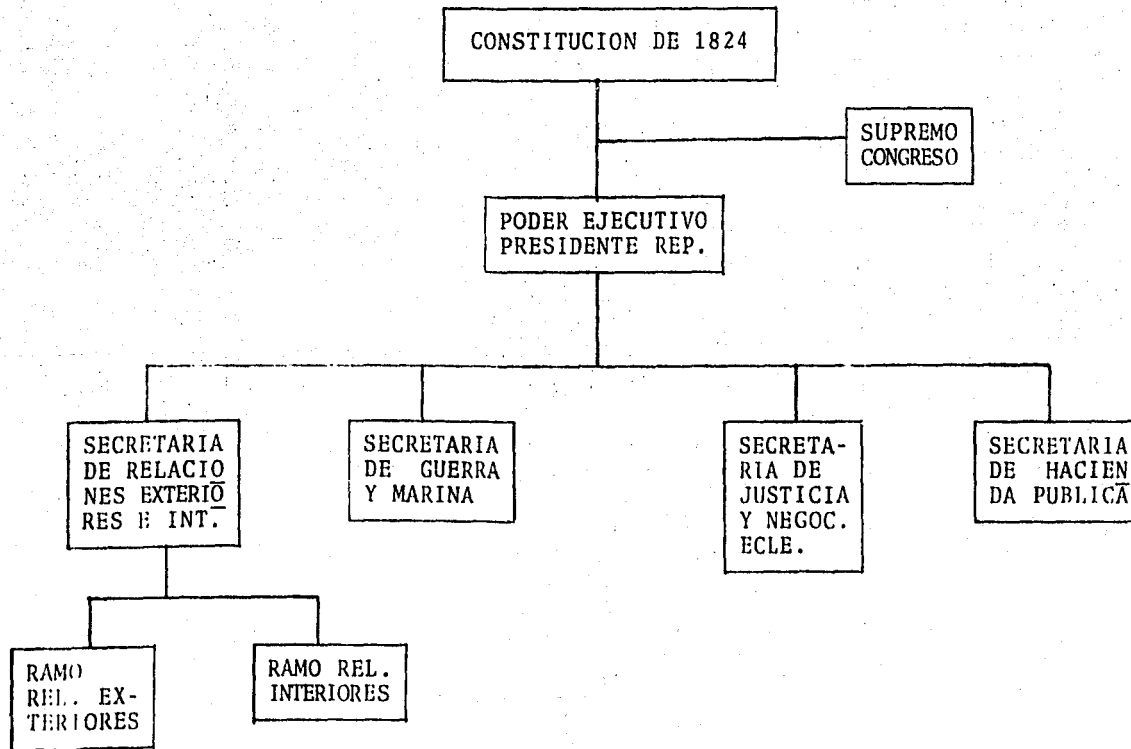 CONSTITUCION DE 1824
SUPREMO
CONGRESO
PODER EJECUTIVO
PRESIDENTE REP.
SECRETARIA
DE RELACIO
NES EXTERIO
RES E INT.
SECRETARIA
DE GUERRA
Y MARINA
SECRETA-
RIA DE
JUSTICIA
Y NEGOC.
ECLE.
SECRETARIA
DE HACIEN
DA PUBLICA
RAMO
REL. EX-
TERIORES
RAMO REL.
INTERIORES